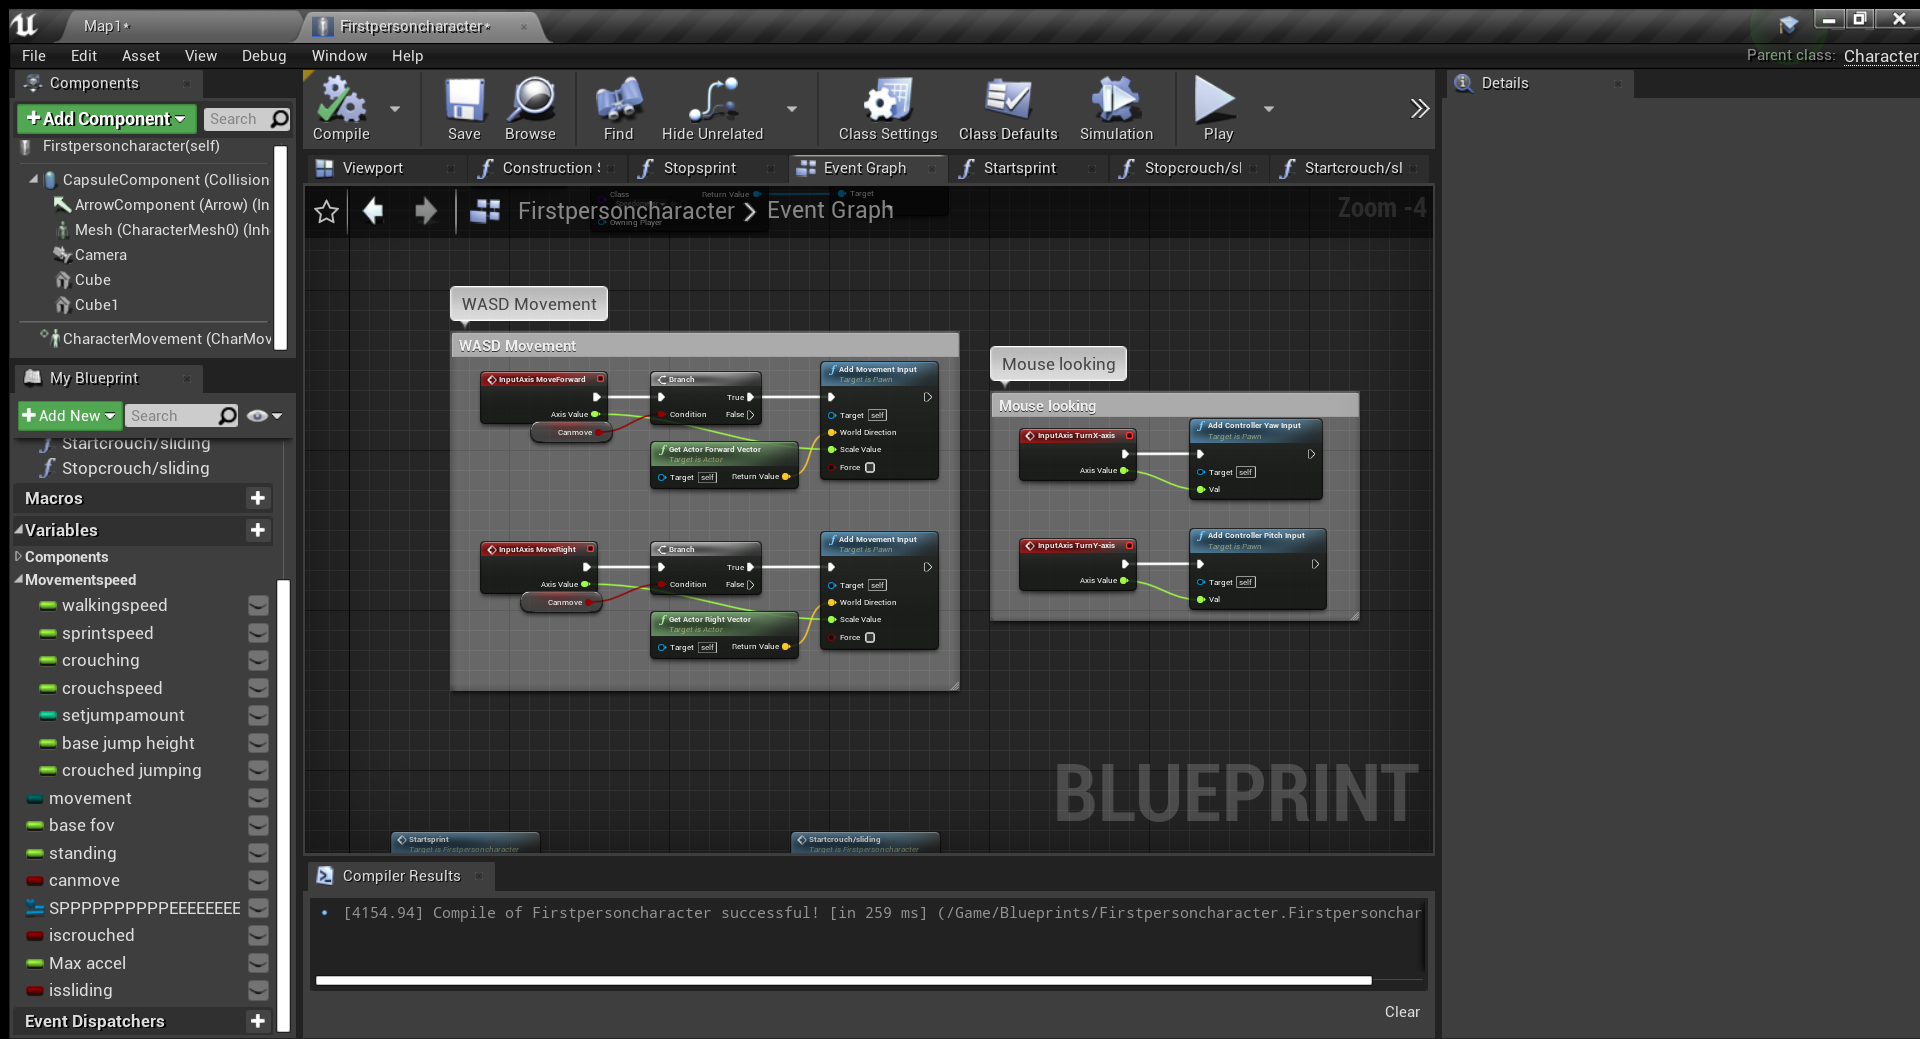 Map1*
Firstpersoncharacter*
File Edit Asset View Debug Window Help
Parent class: Character
Components
Add Component
Search
Firstpersoncharacter(self)
CapsuleComponent (Collision
ArrowComponent (Arrow) (In
Mesh (CharacterMesh0) (Inh
Camera
Cube
Cube1
CharacterMovement (CharMov
My Blueprint
Add New
Search
Startcrouch/sliding
Stopcrouch/sliding
Macros
Variables
Components
Movementspeed
walkingspeed
sprintspeed
crouching
crouchspeed
setjumpamount
base jump height
crouched jumping
movement
base fov
standing
canmove
SPPPPPPPPPPEEEEEEEE
iscrouched
Max accel
issliding
Event Dispatchers
Compile
Save
Browse
Find
Hide Unrelated
Class Settings
Class Defaults
Simulation
Play
Viewport
Construction S
Stopsprint
Event Graph
Startsprint
Stopcrouch/sl
Startcrouch/sl
Class
Return Value
Target
Owning Player
Firstpersoncharacter > Event Graph
Zoom -4
WASD Movement
WASD Movement
InputAxis MoveForward
Axis Value
Canmove
Branch
True
Condition
False
Get Actor Forward Vector
Target is Actor
Target self
Return Value
Add Movement Input
Target is Pawn
Target self
World Direction
Scale Value
Force
InputAxis MoveRight
Axis Value
Canmove
Branch
True
Condition
False
Get Actor Right Vector
Target is Actor
Target self
Return Value
Add Movement Input
Target is Pawn
Target self
World Direction
Scale Value
Force
Mouse looking
Mouse looking
InputAxis TurnX-axis
Axis Value
Add Controller Yaw Input
Target is Pawn
Target self
Val
InputAxis TurnY-axis
Axis Value
Add Controller Pitch Input
Target is Pawn
Target self
Val
BLUEPRINT
Startsprint
Target is Firstpersoncharacter
Startcrouch/sliding
Target is Firstpersoncharacter
Compiler Results
[4154.94] Compile of Firstpersoncharacter successful! [in 259 ms] (/Game/Blueprints/Firstpersoncharacter.Firstpersonchar
Clear
Details